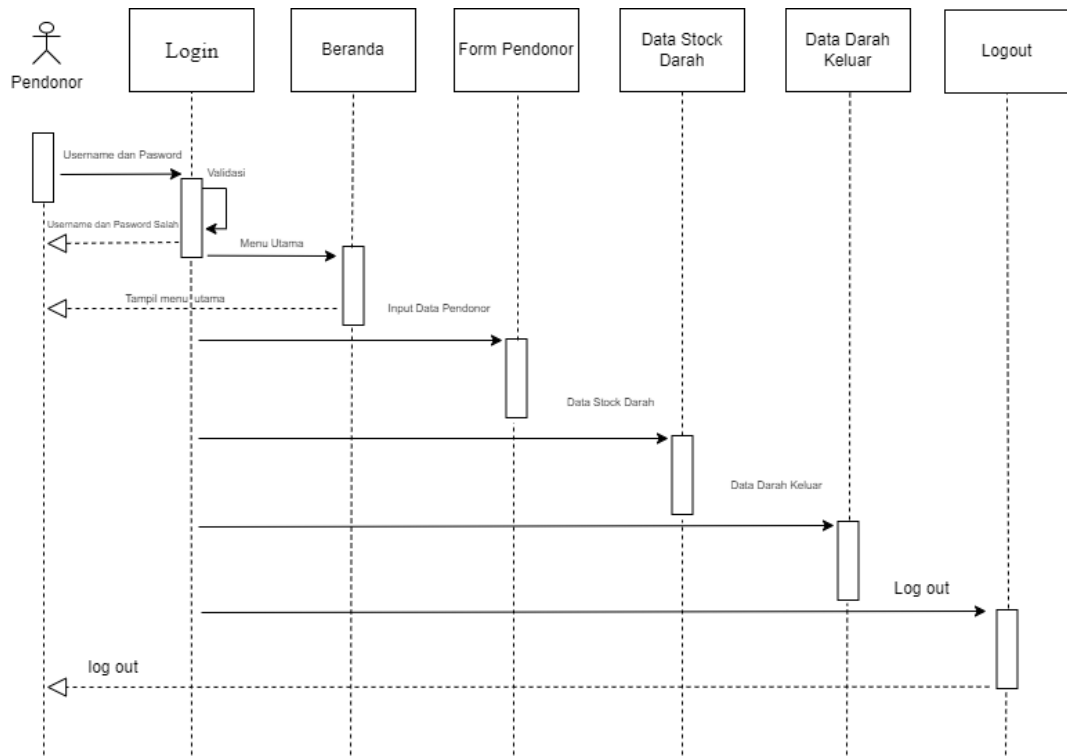 Pendonor
Login
Beranda
Form Pendonor
Data Stock
Darah
Data Darah
Keluar
Logout
Username dan Pasword
Validasi
Username dan Pasword Salah
Menu Utama
Tampil menu utama
Input Data Pendonor
Data Stock Darah
Data Darah Keluar
Log out
log out